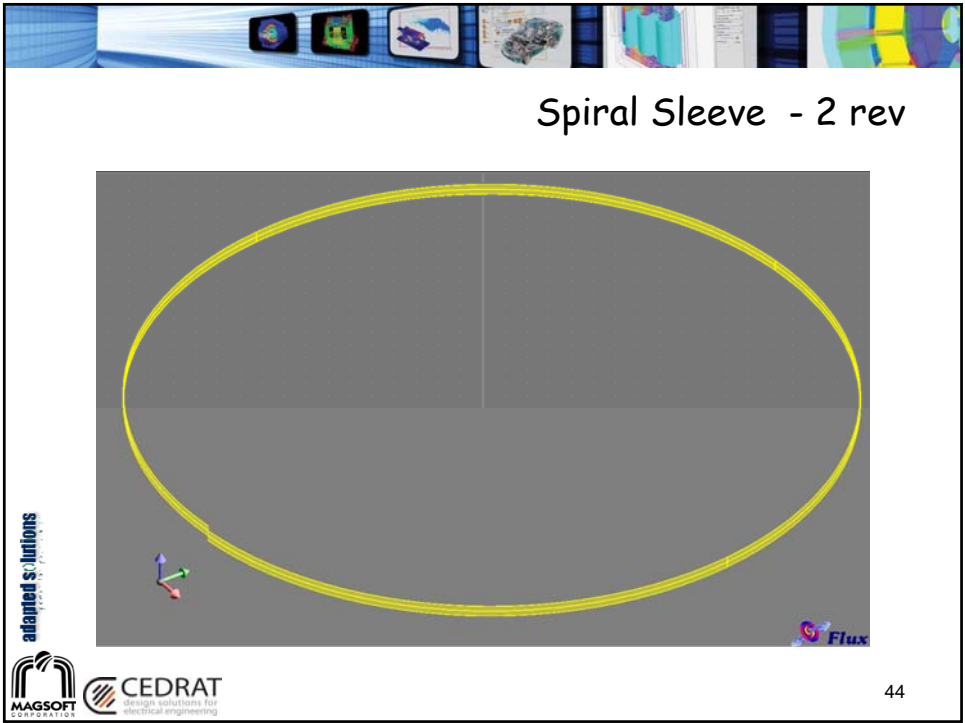 Spiral Sleeve - 2 rev
adapted solutions
Flux
MAGSOFT
CORPORATION
CEDRAT
design solutions for
electrical engineering
44